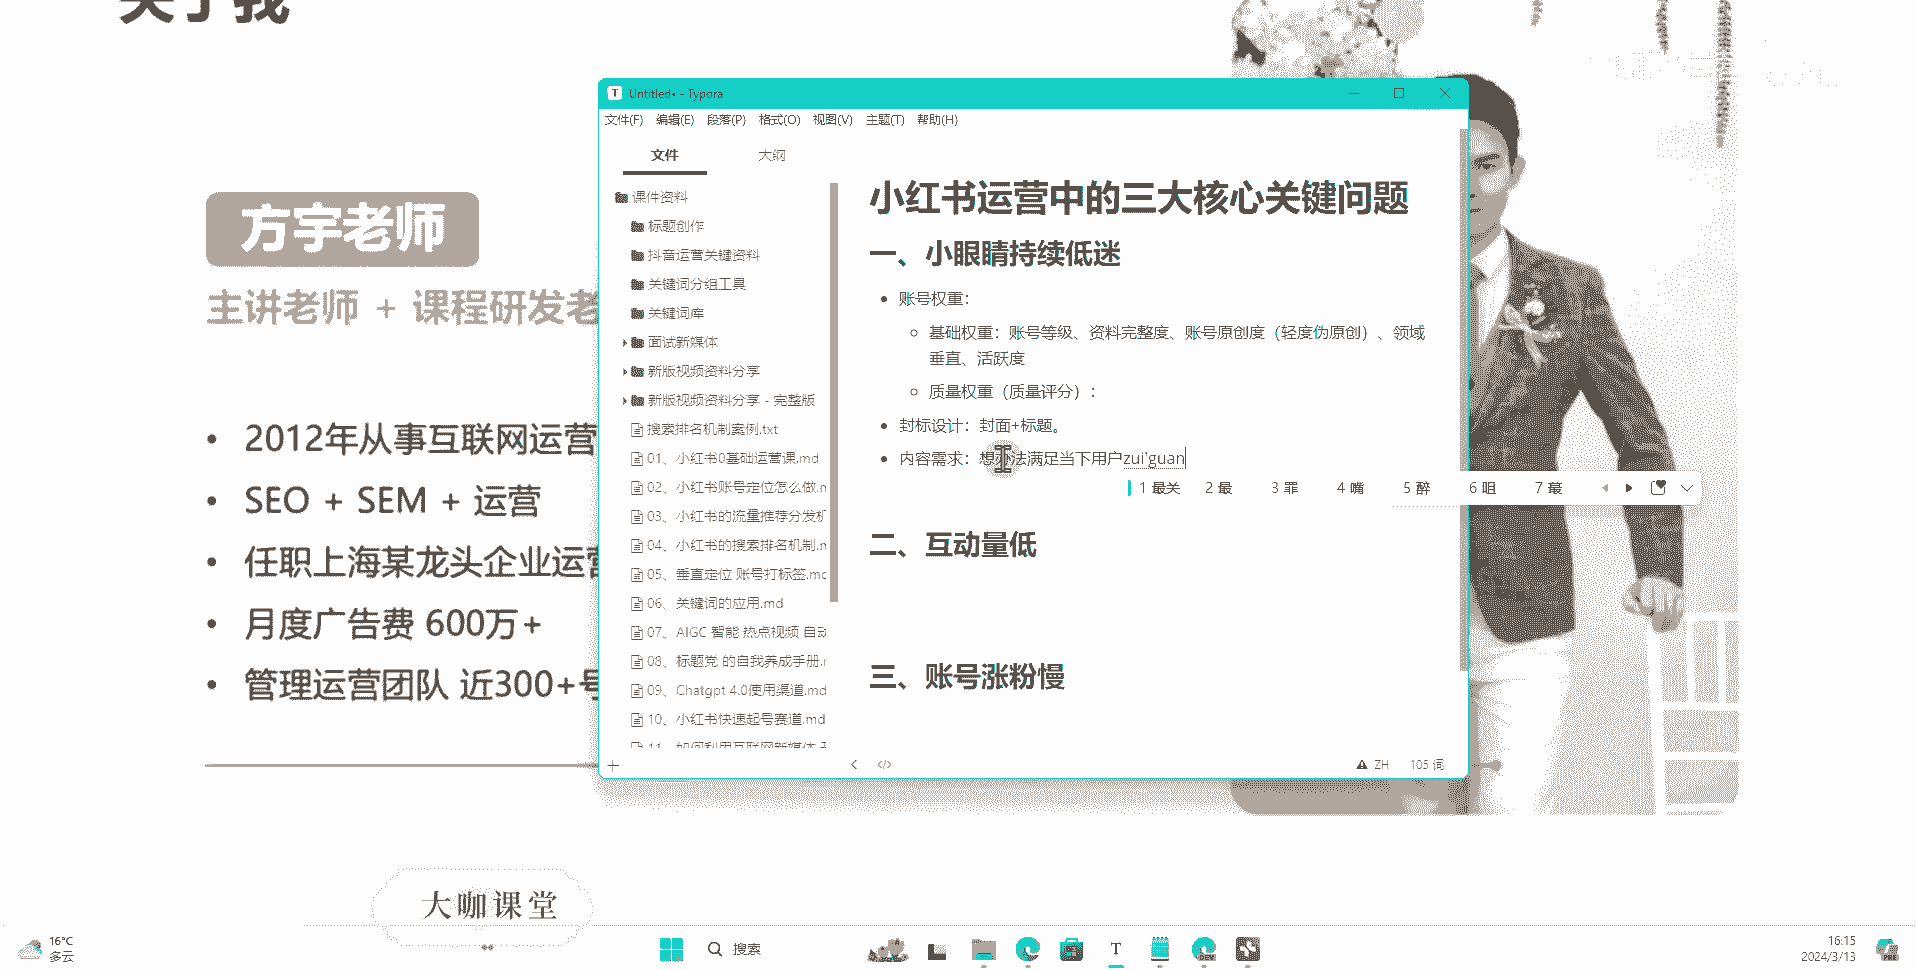 关于我
方宇老师
主讲老师 + 课程研发老
• 2012年从事互联网运营
• SEO + SEM + 运营
• 任职上海某龙头企业运营
• 月度广告费 600万+
• 管理运营团队 近300+号
大咖课堂
Untitled• - Typora
文件(F) 编辑(E) 段落(P) 格式(O) 视图(V) 主题(T) 帮助(H)
文件 大纲
课件资料
标题创作
抖音运营关键资料
关键词分组工具
关键词库
面试新媒体
新版视频资料分享
新版视频资料分享 - 完整版
搜索排名机制案例.txt
01、小红书0基础运营课.md
02、小红书账号定位怎么做.m
03、小红书的流量推荐分发机
04、小红书的搜索排名机制.m
05、垂直定位 账号打标签.md
06、关键词的应用.md
07、AIGC 智能 热点视频 自动
08、标题党 的自我养成手册.m
09、Chatgpt 4.0使用渠道.md
10、小红书快速起号赛道.md
11、如何利用互联网新媒体
小红书运营中的三大核心关键问题
一、小眼睛持续低迷
• 账号权重：
◦ 基础权重：账号等级、资料完整度、账号原创度（轻度伪原创）、领域
垂直、活跃度
◦ 质量权重（质量评分）：
• 封标设计：封面+标题。
• 内容需求：想办法满足当下用户zui'guan
1 最关 2 最 3 罪 4 嘴 5 醉 6 咀 7 蕞
二、互动量低
三、账号涨粉慢
ZH 105 词
16°C
多云
搜索
DEV
16:15
2024/3/13
PRE